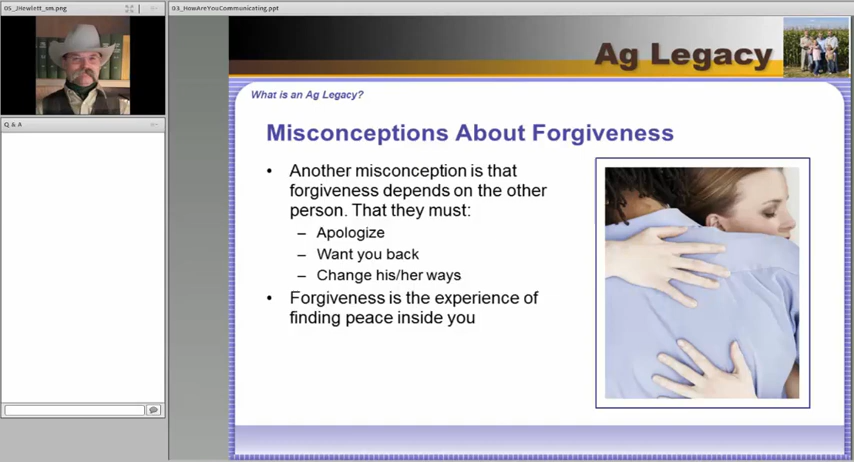 05_JHewlett_sm.png
03_HowAreYouCommunicating.ppt
Q & A
Ag Legacy
What is an Ag Legacy?
Misconceptions About Forgiveness
• Another misconception is that
forgiveness depends on the other
person. That they must:
– Apologize
– Want you back
– Change his/her ways
• Forgiveness is the experience of
finding peace inside you